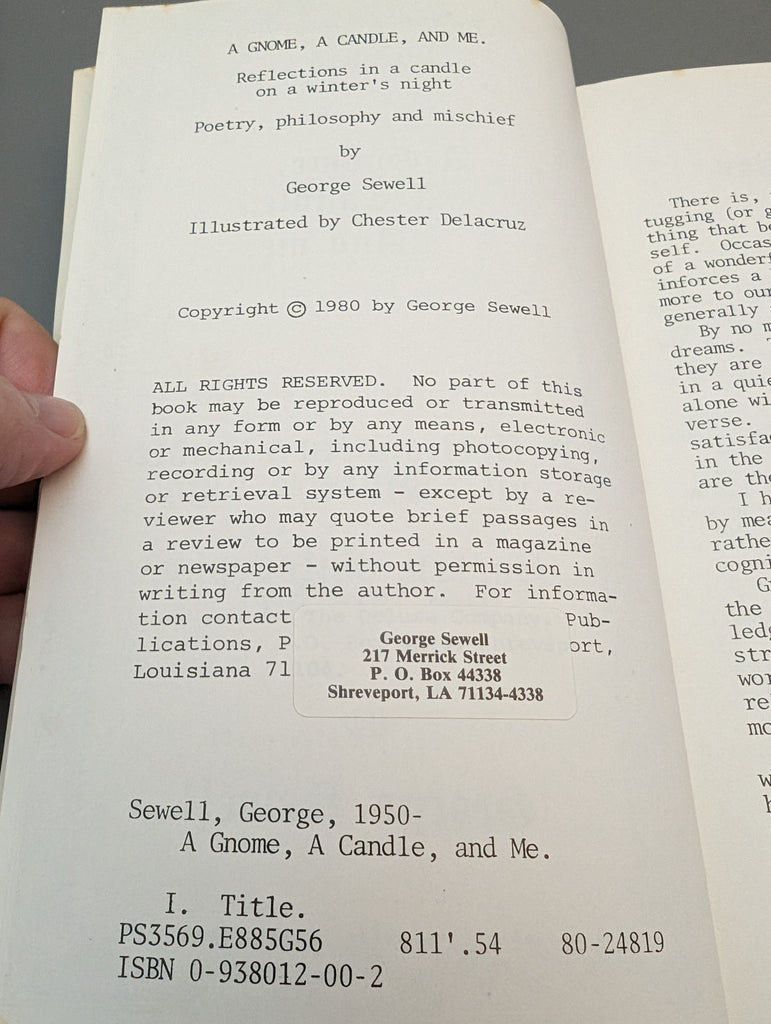 A GNOME, A CANDLE, AND ME.
Reflections in a candle
on a winter's night
Poetry, philosophy and mischief
by
George Sewell
Illustrated by Chester Delacruz
Copyright © 1980 by George Sewell
ALL RIGHTS RESERVED. No part of this
book may be reproduced or transmitted
in any form or by any means, electronic
or mechanical, including photocopying,
recording or by any information storage
or retrieval system - except by a re-
viewer who may quote brief passages in
a review to be printed in a magazine
or newspaper - without permission in
writing from the author. For informa-
tion contact Pub-
lications, P ort,
Louisiana 71
George Sewell
217 Merrick Street
P. O. Box 44338
Shreveport, LA 71134-4338
Sewell, George, 1950-
A Gnome, A Candle, and Me.
I. Title.
PS3569.E885G56 811'.54 80-24819
ISBN 0-938012-00-2
There is,
tugging (or g
thing that be
self. Occas
of a wonderf
inforces a
more to our
generally
By no m
dreams.
they are
in a quie
alone wi
verse.
satisfa
in the
are the
I h
by mea
rathe
cogni
G
the
led
str
wor
re
mo
w
h